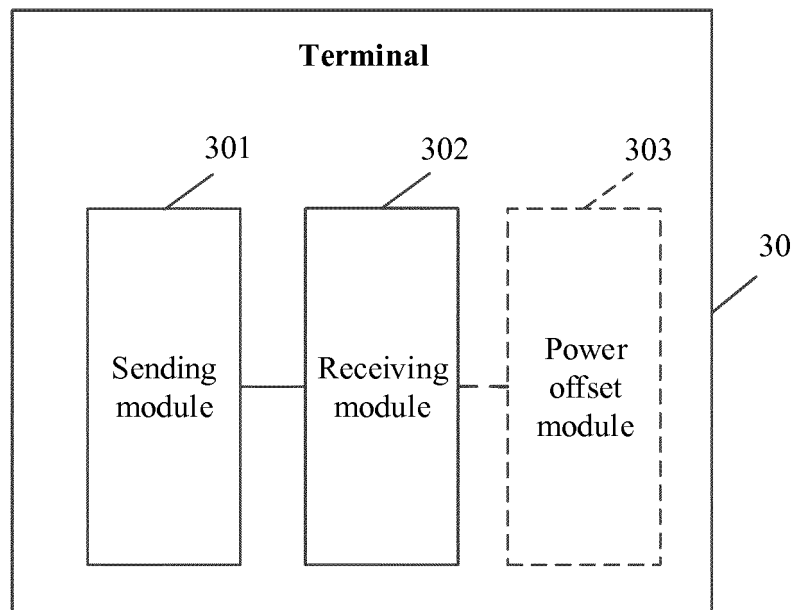 Terminal
301
302
303
30
Sending
module
Receiving
module
Power
offset
module